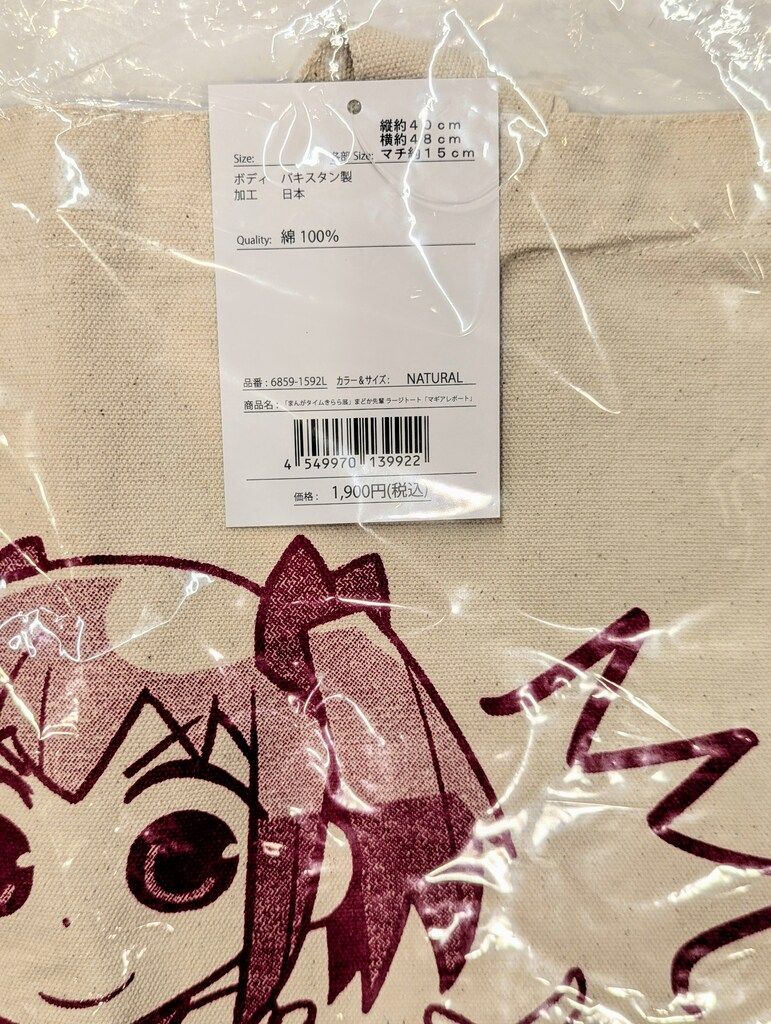 縦約40cm
横約48cm
Size: 各部 Size: マチ約15cm
ボディ パキスタン製
加工 日本
Quality: 綿 100%
品番 : 6859-1592L カラー&サイズ : NATURAL
商品名 : 「まんがタイムきらら展」まどか先輩 ラージトート「マギアレポート」
4 549970 139922
価格 : 1,900円(税込)